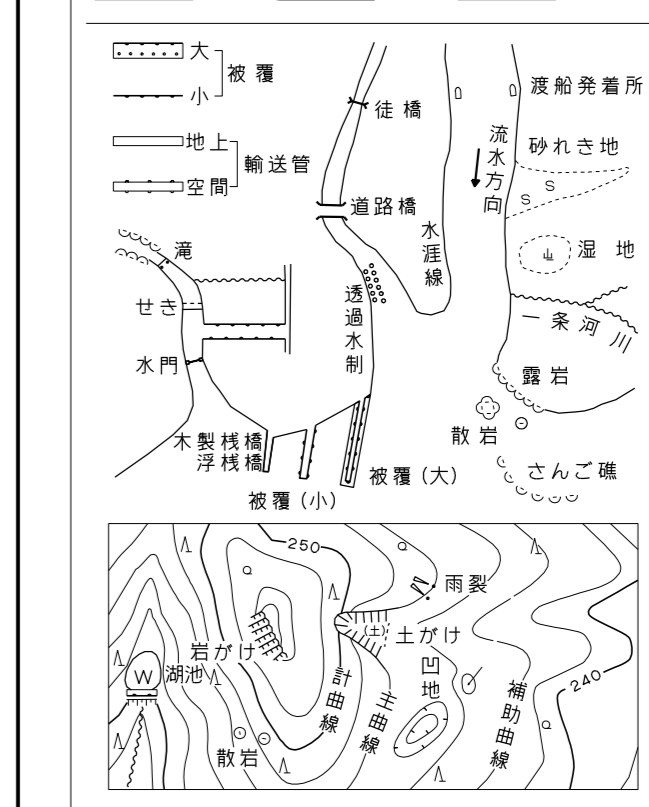 大
小
被覆
地上
空間
輸送管
徒橋
渡船発着所
流水方向
砂れき地
S
S
道路橋
水涯線
湿地
山
滝
せき
水門
透過水制
一条河川
露岩
散岩
さんご礁
木製桟橋
浮桟橋
被覆(小)
被覆(大)
250
雨裂
(土)
土がけ
岩がけ
W
湖池
計曲線
主曲線
凹地
補助曲線
240
散岩